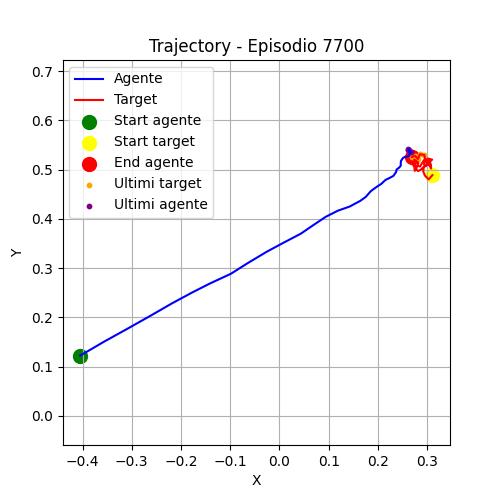 Trajectory - Episodio 7700
Agente
Target
Start agente
Start target
End agente
Ultimi target
Ultimi agente
Y
0.7
0.6
0.5
0.4
0.3
0.2
0.1
0.0
−0.4 −0.3 −0.2 −0.1 0.0 0.1 0.2 0.3
X